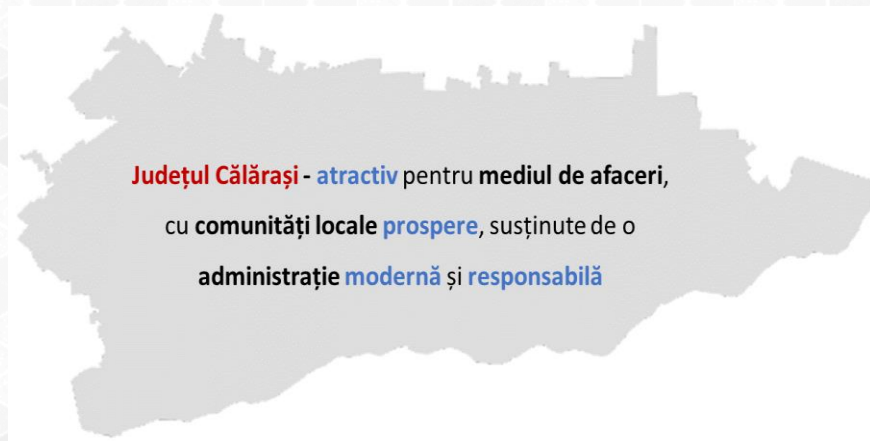 Județul Călărași - atractiv pentru mediul de afaceri,
cu comunități locale prospere, susținute de o
administrație modernă și responsabilă